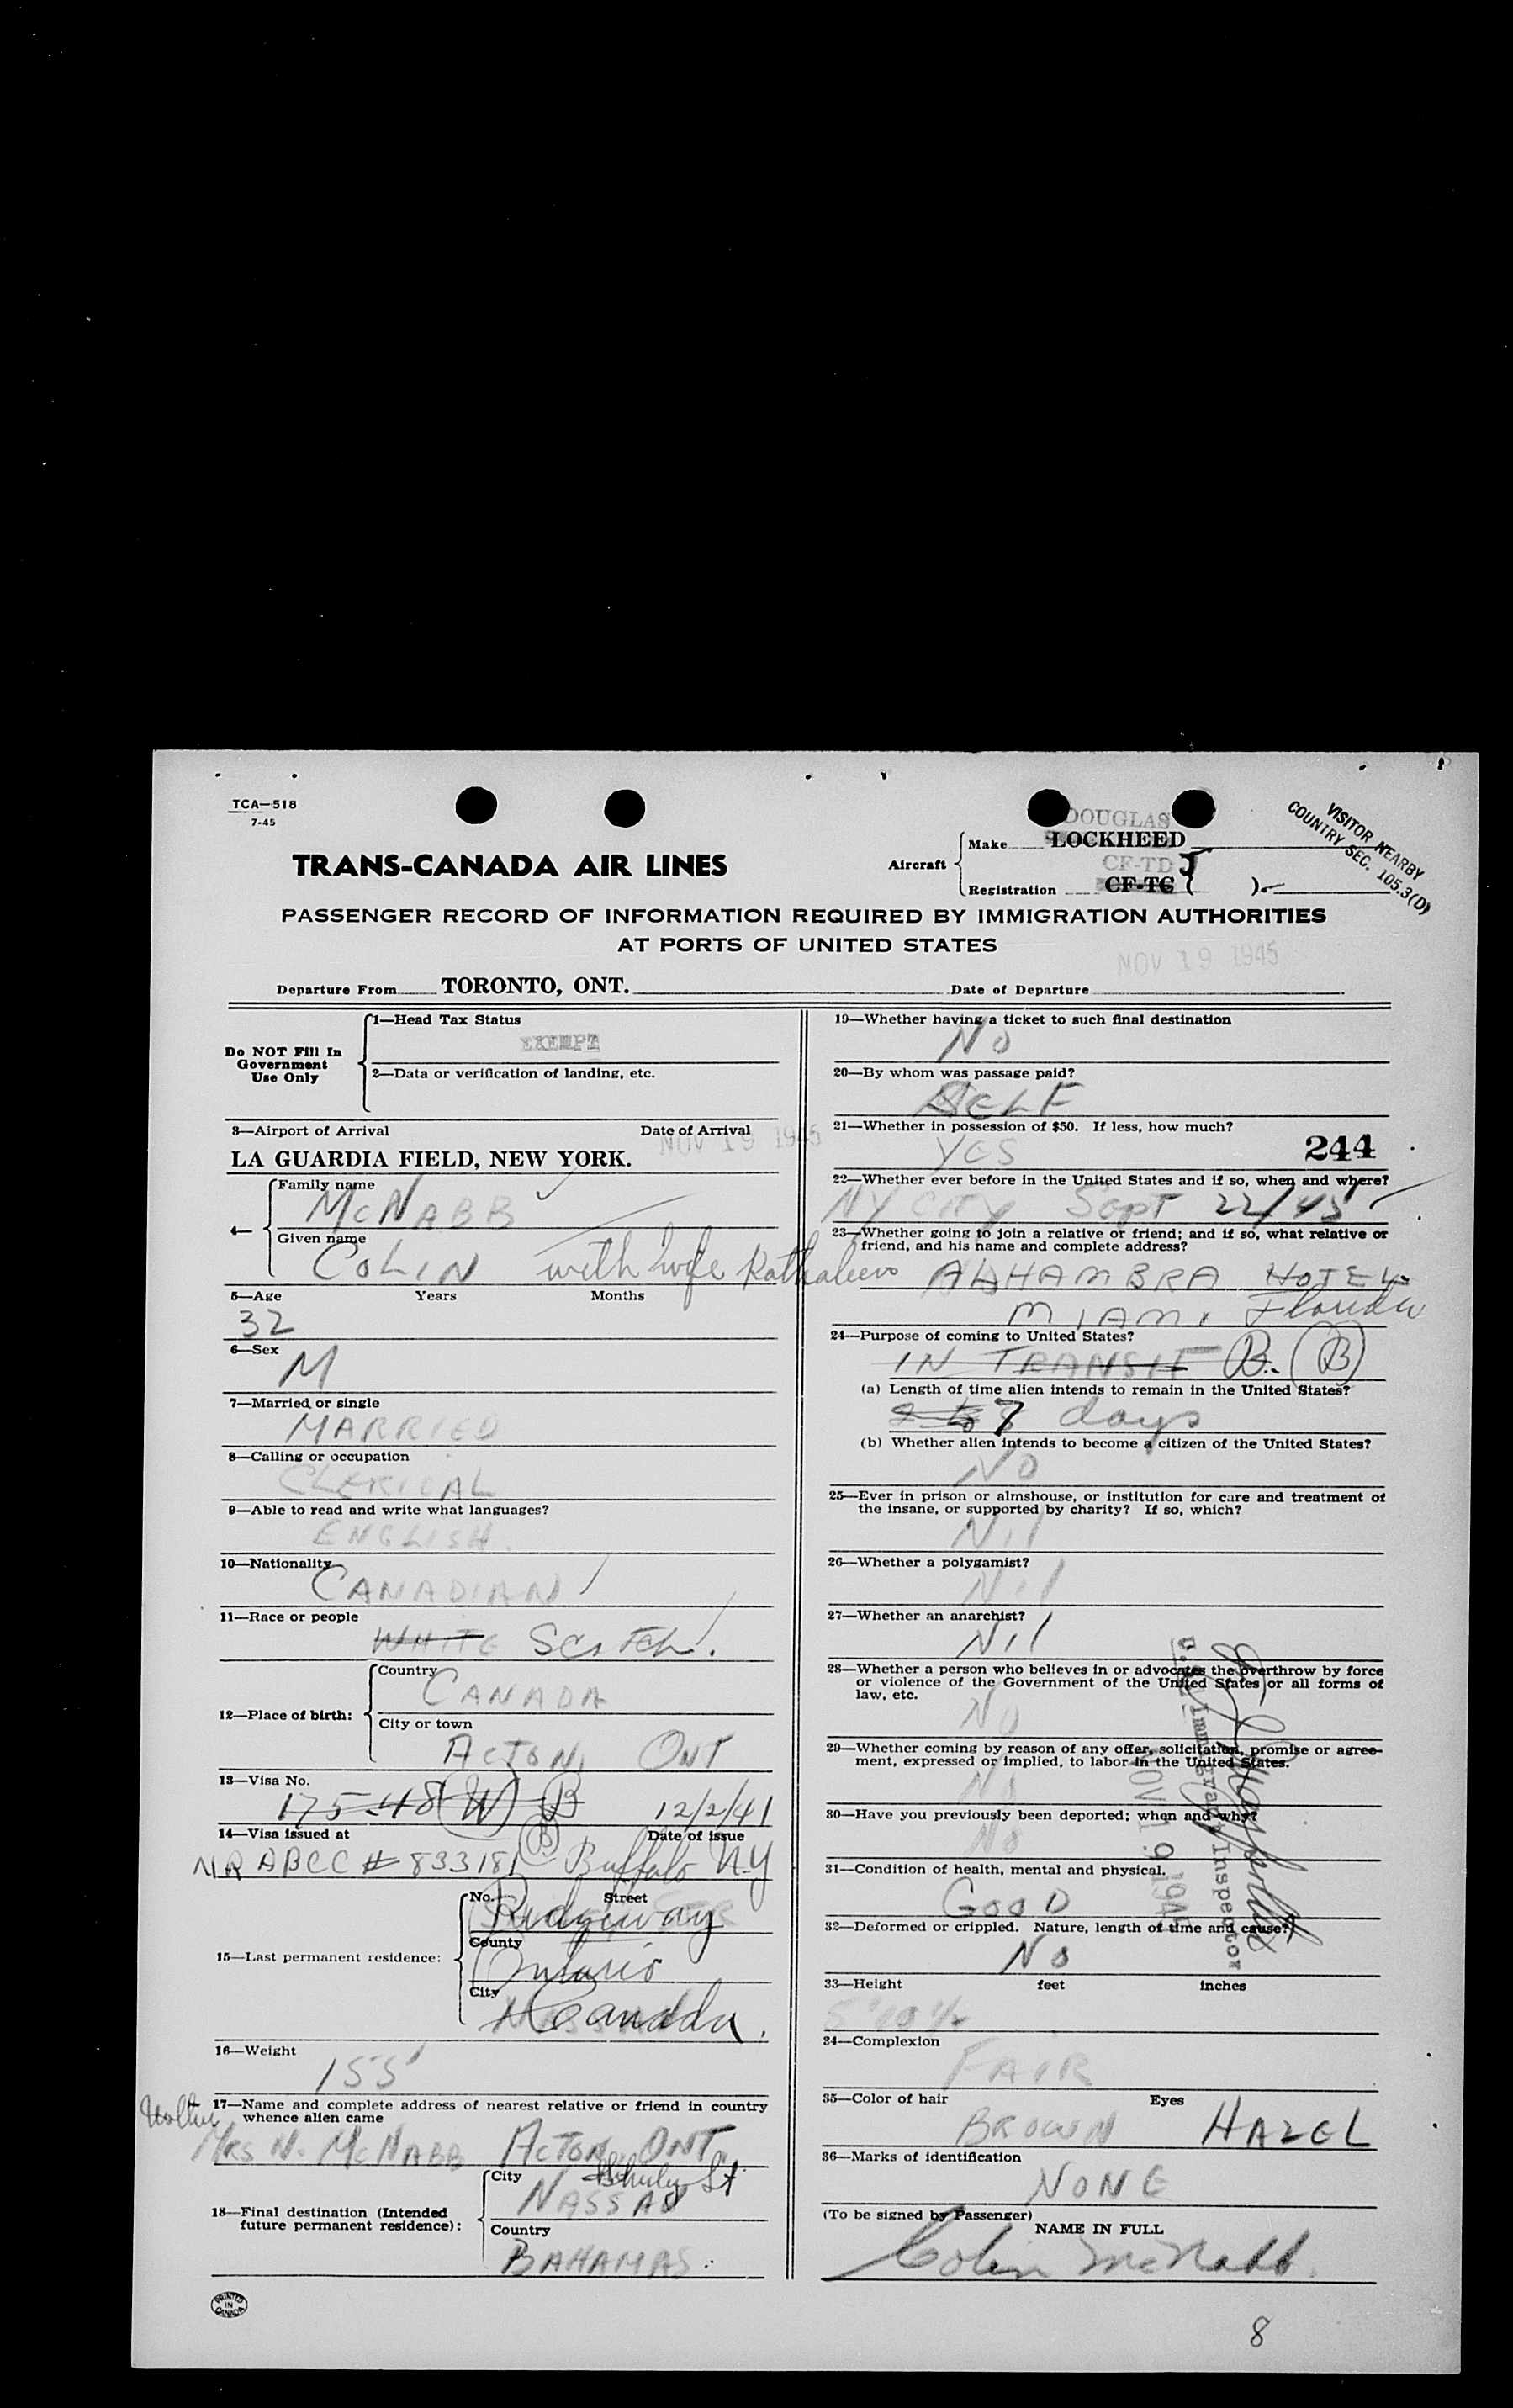 TCA—518
7-45
TRANS-CANADA AIR LINES
Aircraft
DOUGLAS
Make LOCKHEED
CF-TD J
Registration CF-TC ( )
VISITOR NEARBY
COUNTRY SEC. 105.3(D)
PASSENGER RECORD OF INFORMATION REQUIRED BY IMMIGRATION AUTHORITIES
AT PORTS OF UNITED STATES
NOV 19 1945
Departure From TORONTO, ONT. Date of Departure
Do NOT Fill In
Government
Use Only
1—Head Tax Status
EXEMPT
2—Data or verification of landing, etc.
3—Airport of Arrival Date of Arrival
NOV 19 1945
LA GUARDIA FIELD, NEW YORK.
4—
Family name
McNABB
Given name
COLIN with wife Kathaleen
5—Age Years Months
32
6—Sex
M
7—Married or single
MARRIED
8—Calling or occupation
CLERICAL
9—Able to read and write what languages?
ENGLISH.
10—Nationality
CANADIAN
11—Race or people
WHITE SCOTCH.
12—Place of birth:
Country
CANADA
City or town
ACTON, ONT
13—Visa No.
175-48 (W) B 12/2/41
14—Visa issued at Date of issue
NRABCC # 833181 (B) Buffalo N.Y
15—Last permanent residence:
No. Street
Ridgeway
County
Ontario
City
Canada.
16—Weight
155
17—Name and complete address of nearest relative or friend in country
whence alien came
Mother
MRS N. McNABB ACTON, ONT.
18—Final destination (Intended
future permanent residence):
City Shirley St
NASSAU
Country
BAHAMAS.
PRINTED
IN
CANADA
19—Whether having a ticket to such final destination
No
20—By whom was passage paid?
SELF
21—Whether in possession of $50. If less, how much?
YES
244
22—Whether ever before in the United States and if so, when and where?
NY CITY Sept 22/45
23—Whether going to join a relative or friend; and if so, what relative or
friend, and his name and complete address?
ALHAMBRA HOTEL
MIAMI Florida
24—Purpose of coming to United States?
IN TRANSIT B. (B)
(a) Length of time alien intends to remain in the United States?
7 days
(b) Whether alien intends to become a citizen of the United States?
No
25—Ever in prison or almshouse, or institution for care and treatment of
the insane, or supported by charity? If so, which?
Nil
26—Whether a polygamist?
Nil
27—Whether an anarchist?
Nil
28—Whether a person who believes in or advocates the overthrow by force
or violence of the Government of the United States or all forms of
law, etc.
No
29—Whether coming by reason of any offer, solicitation, promise or agree-
ment, expressed or implied, to labor in the United States.
No
30—Have you previously been deported; when and why?
No
31—Condition of health, mental and physical.
GOOD
32—Deformed or crippled. Nature, length of time and cause?
No
U.S. Immigrant Inspector
NOV 19 194
33—Height feet inches
5' 10 1/2
34—Complexion
FAIR
35—Color of hair Eyes
BROWN HAZEL
36—Marks of identification
NONE
(To be signed by Passenger)
NAME IN FULL
Colin McNabb.
8